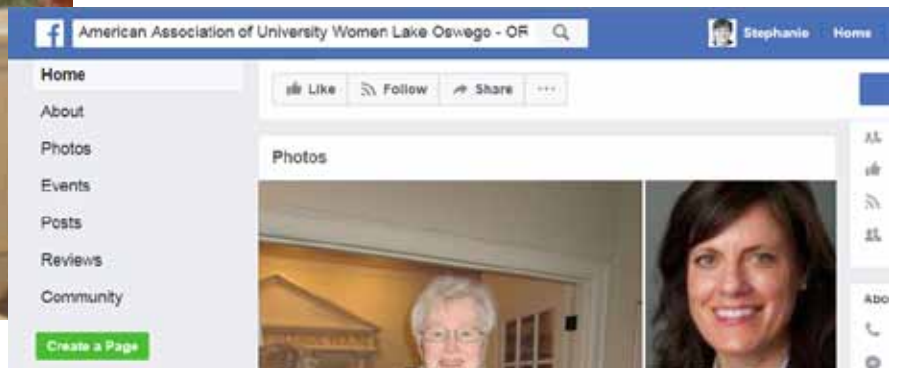 American Association of University Women Lake Oswego - OR
Stephanie Home
Home
Like Follow Share ...
About
Photos
Photos
Events
Posts
Reviews
Community
Abo
Create a Page